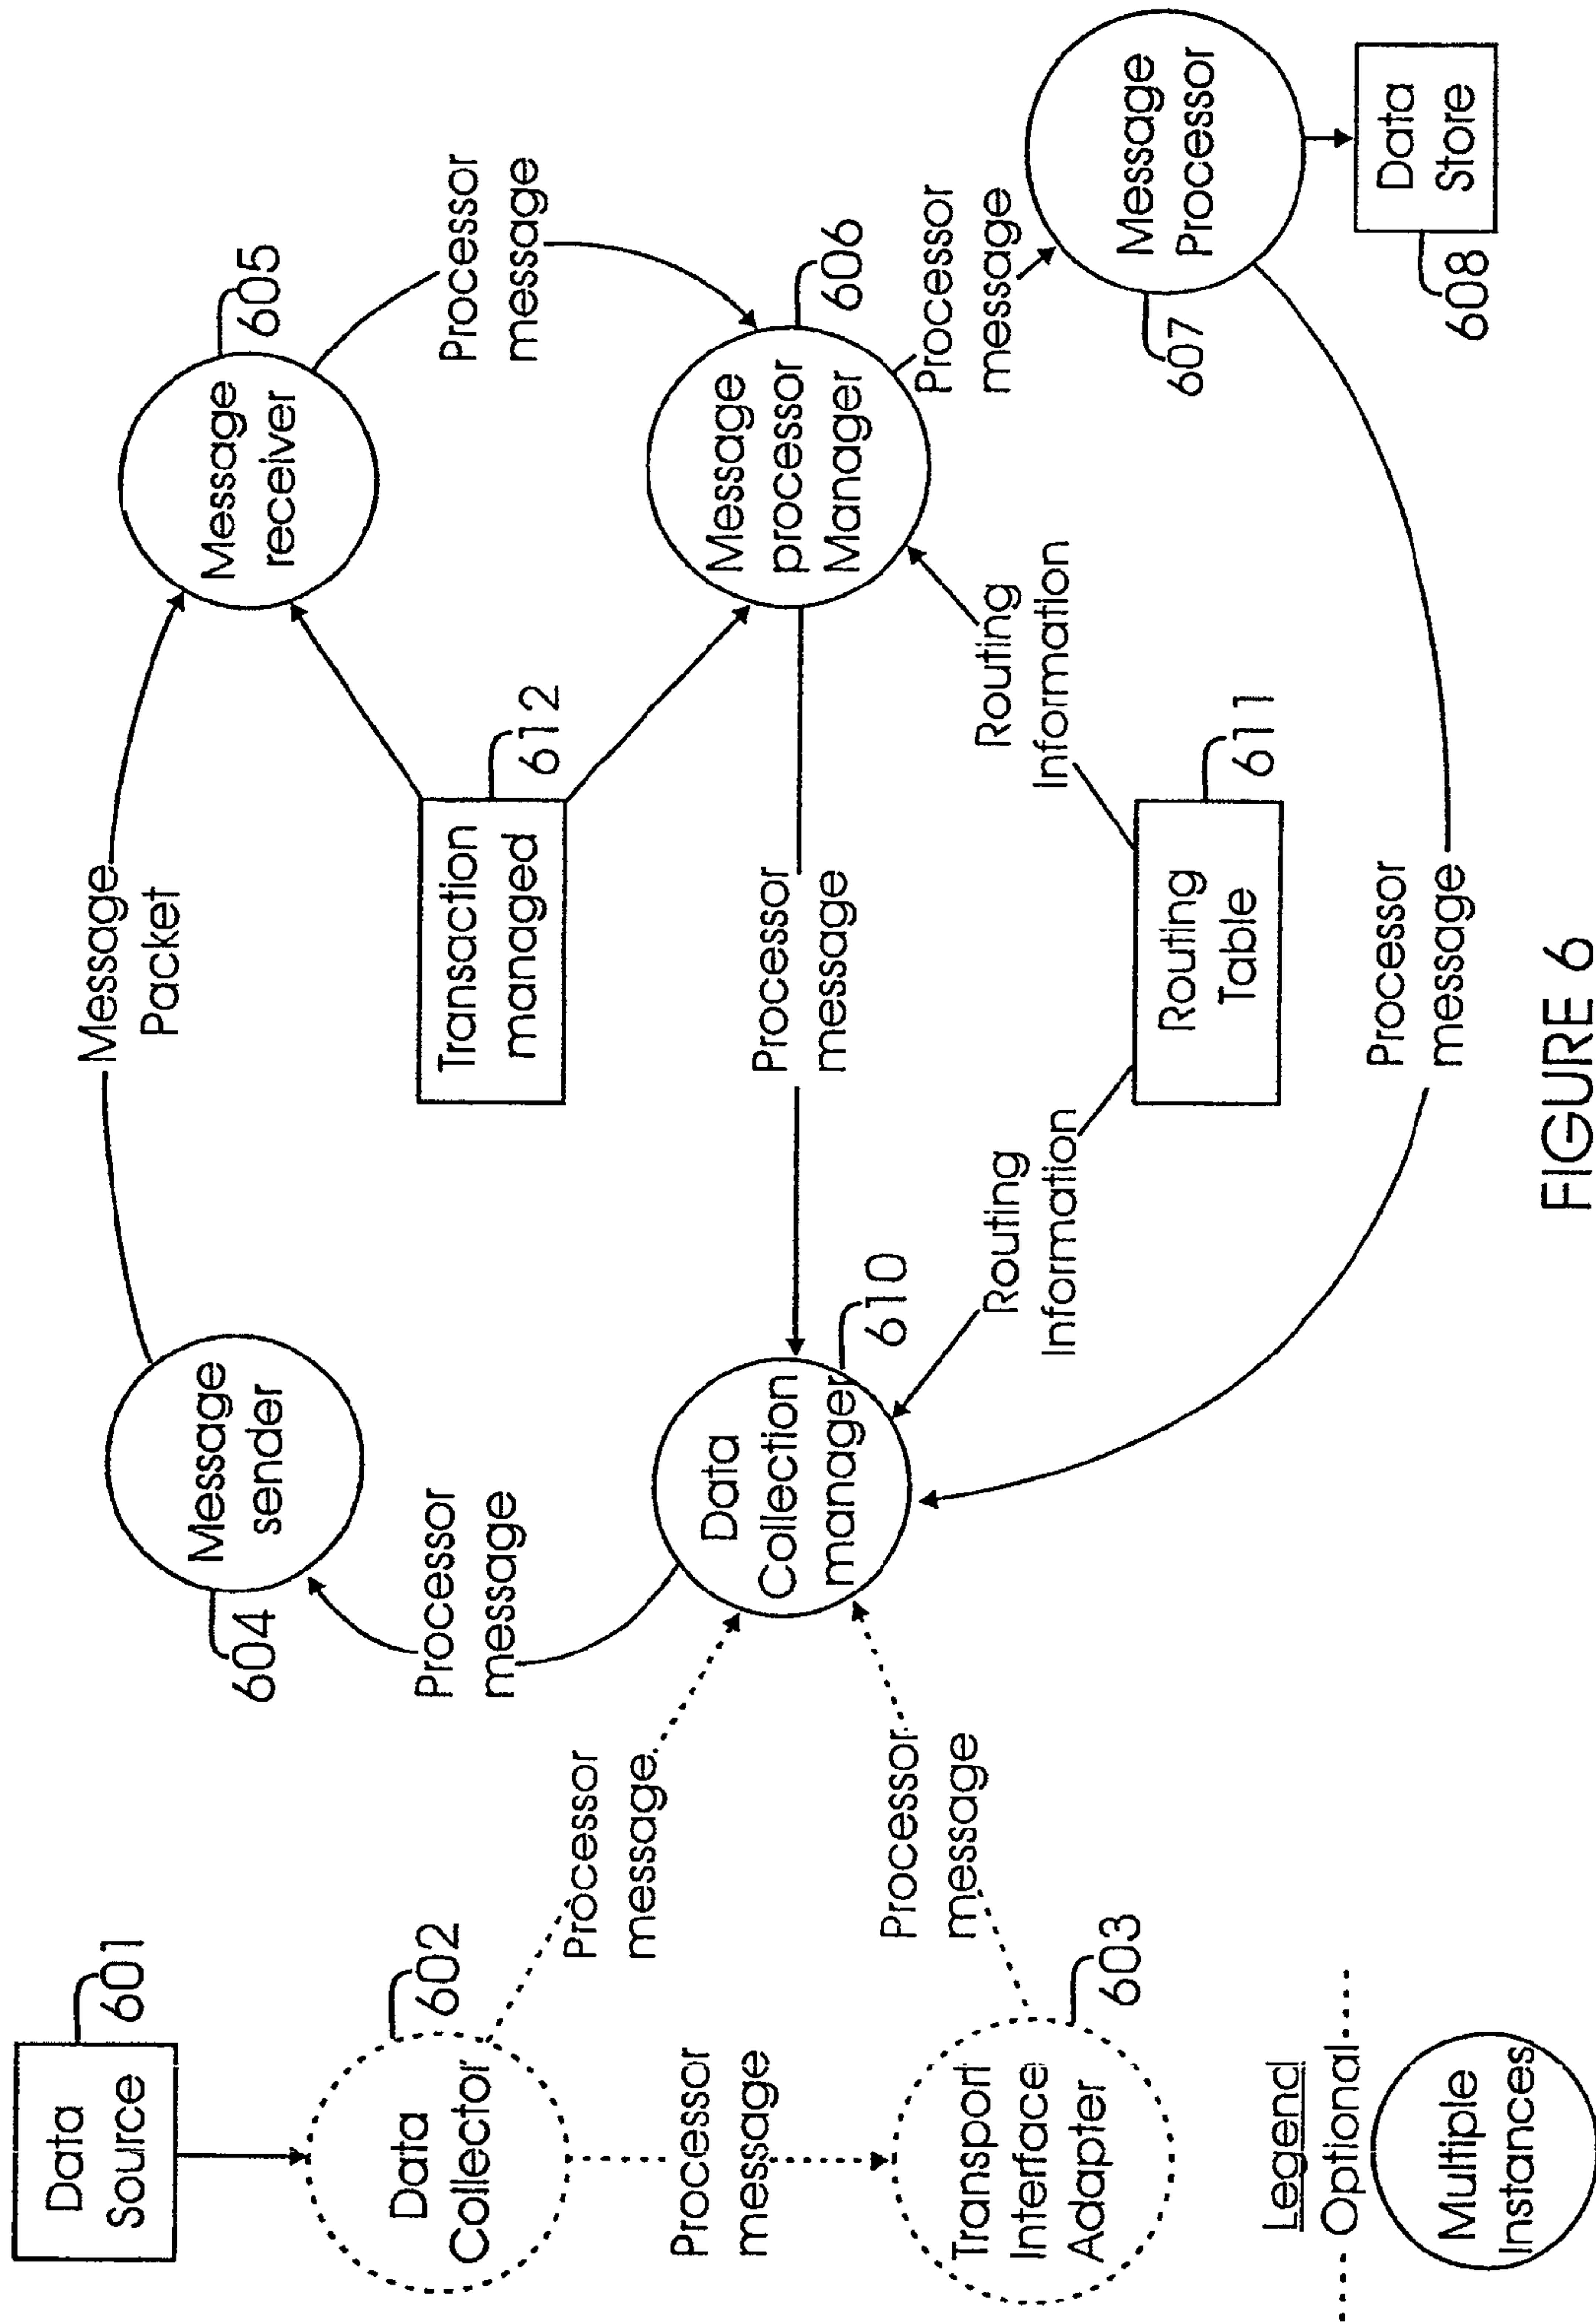 Data
Source
601
Data
Collector
602
Processor
message
Transport
Interface
Adapter
603
Processor
message
Processor
message
Legend
Optional
Multiple
Instances
Message
sender
604
Processor
message
Data
Collection
manager
610
Message
Packet
Transaction
managed
612
Processor
message
Routing
Information
Routing
Table
611
Routing
Information
Processor
message
Message
receiver
605
Processor
message
Message
processor
Manager
606
Processor
message
Message
Processor
607
Data
Store
608
FIGURE 6